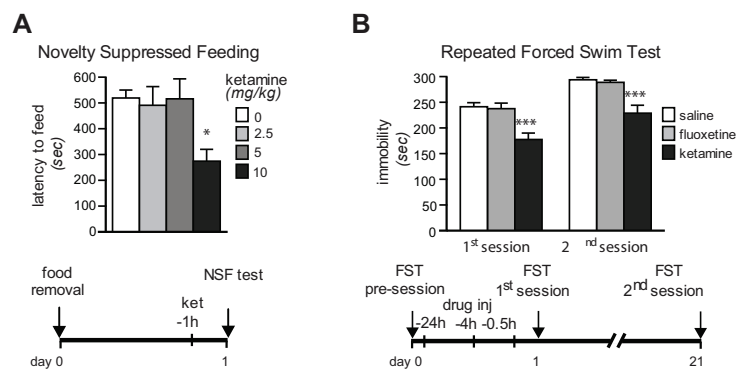 A
Novelty Suppressed Feeding
ketamine
(mg/kg)
0
2.5
5
10
600
500
400
300
200
100
0
latency to feed
(sec)
*
food
removal
NSF test
ket
-1h
day 0
1
B
Repeated Forced Swim Test
saline
fluoxetine
ketamine
300
250
200
150
100
50
0
immobility
(sec)
***
***
1st session
2 nd session
FST
pre-session
FST
1st session
FST
2nd session
drug inj
-24h
-4h
-0.5h
day 0
1
21